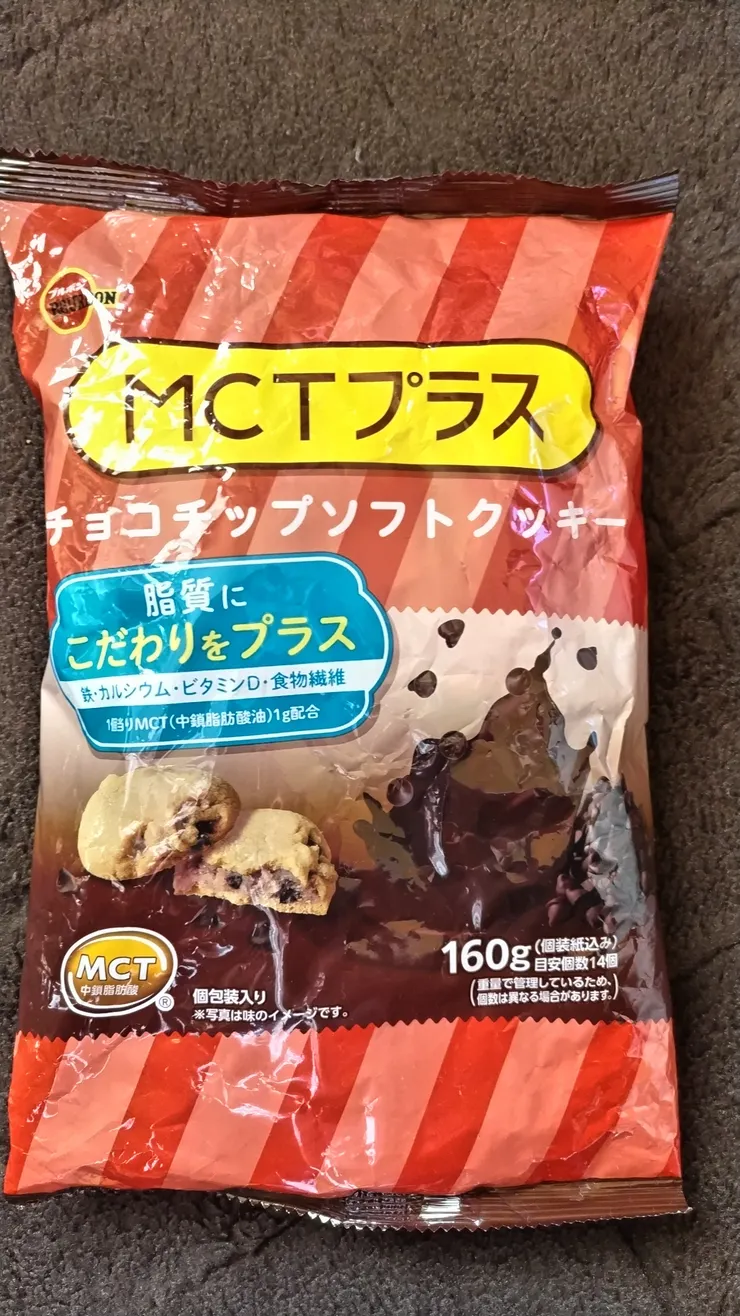 ブルボン
BOURBON
MCTプラス
チョコチップソフトクッキー
脂質に
こだわりをプラス
鉄・カルシウム・ビタミンD・食物繊維
1個当りMCT(中鎖脂肪酸油)1g配合
MCT
中鎖脂肪酸
®
個包装入り
※写真は味のイメージです。
160g(個装紙込み)
目安個数14個
(重量で管理しているため、
個数は異なる場合があります。)